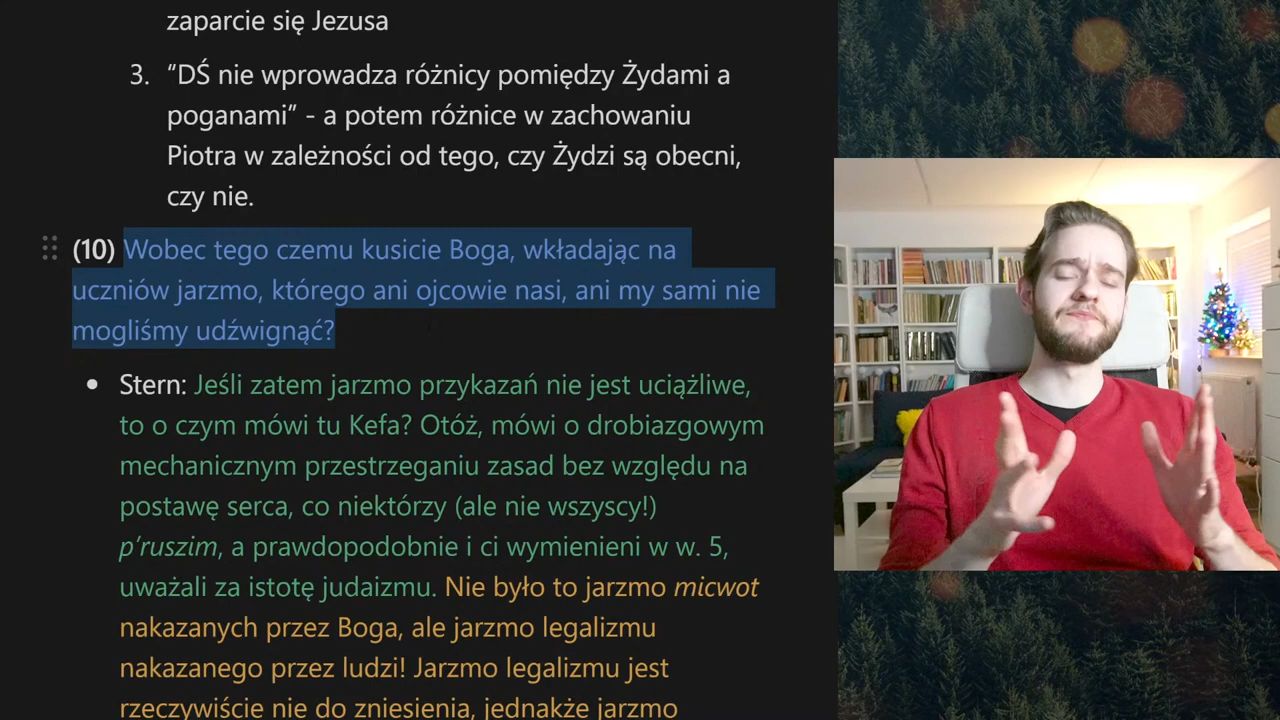 zaparcie się Jezusa
3. “DŚ nie wprowadza różnicy pomiędzy Żydami a
poganami” - a potem różnice w zachowaniu
Piotra w zależności od tego, czy Żydzi są obecni,
czy nie.
(10) Wobec tego czemu kusicie Boga, wkładając na
uczniów jarzmo, którego ani ojcowie nasi, ani my sami nie
mogliśmy udźwignąć?
• Stern: Jeśli zatem jarzmo przykazań nie jest uciążliwe,
to o czym mówi tu Kefa? Otóż, mówi o drobiazgowym
mechanicznym przestrzeganiu zasad bez względu na
postawę serca, co niektórzy (ale nie wszyscy!)
p’ruszim, a prawdopodobnie i ci wymienieni w w. 5,
uważali za istotę judaizmu. Nie było to jarzmo micwot
nakazanych przez Boga, ale jarzmo legalizmu
nakazanego przez ludzi! Jarzmo legalizmu jest
rzeczywiście nie do zniesienia, jednakże jarzmo